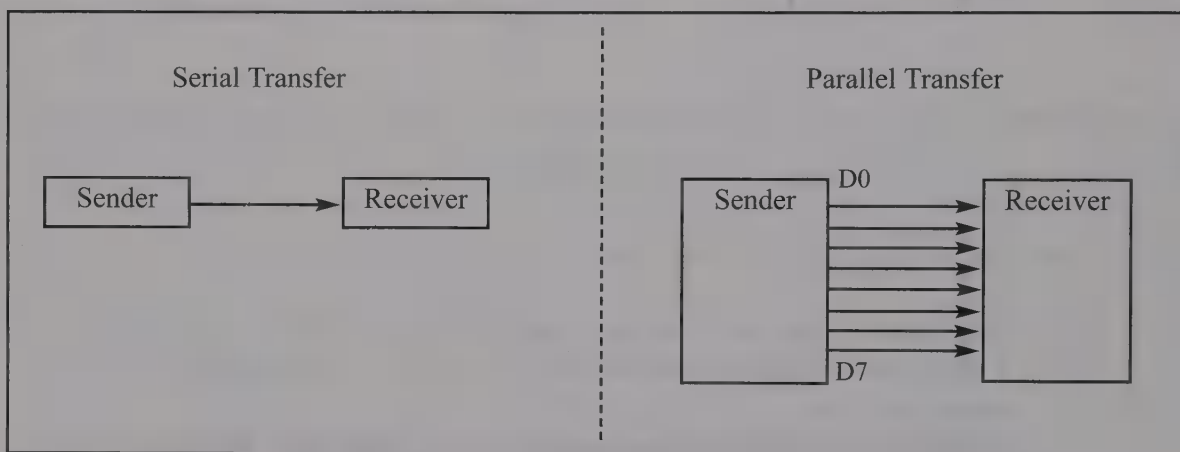 Serial Transfer
Sender
Receiver
Parallel Transfer
D0
Sender
Receiver
D7